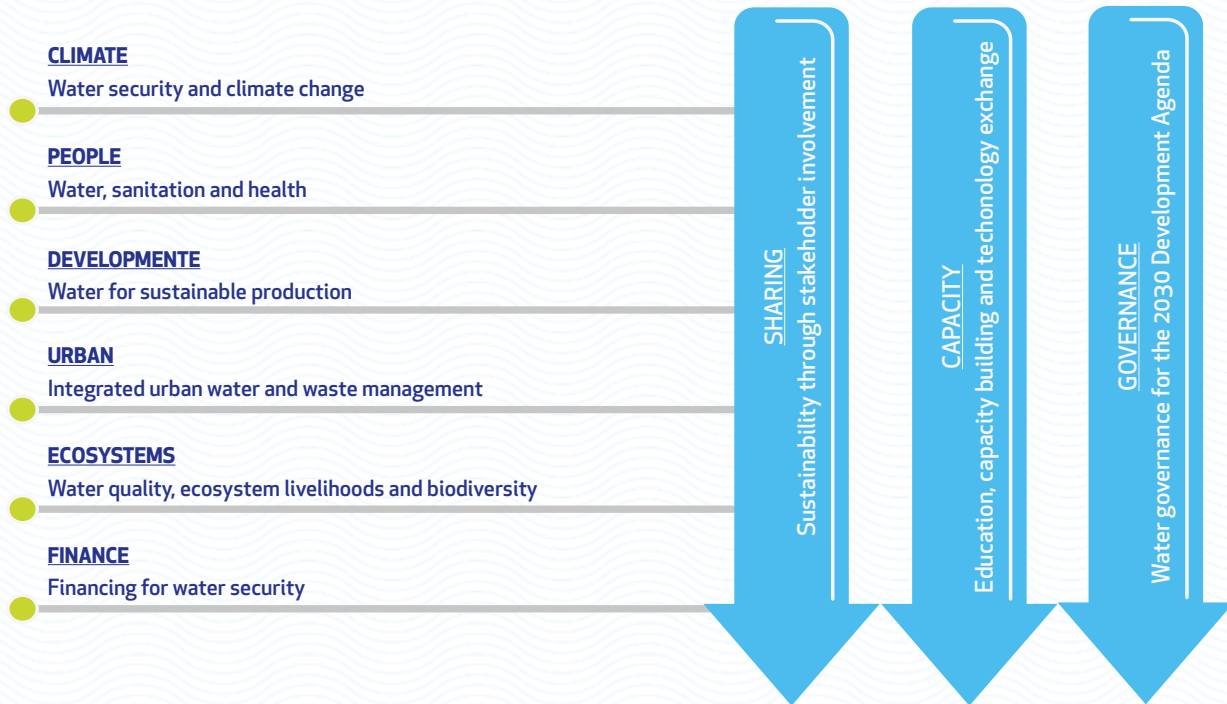 CLIMATE
Water security and climate change
PEOPLE
Water, sanitation and health
DEVELOPMENTE
Water for sustainable production
URBAN
Integrated urban water and waste management
ECOSYSTEMS
Water quality, ecosystem livelihoods and biodiversity
FINANCE
Financing for water security
SHARING
Sustainability through stakeholder involvement
CAPACITY
Education, capacity building and techonology exchange
GOVERNANCE
Water governance for the 2030 Development Agenda